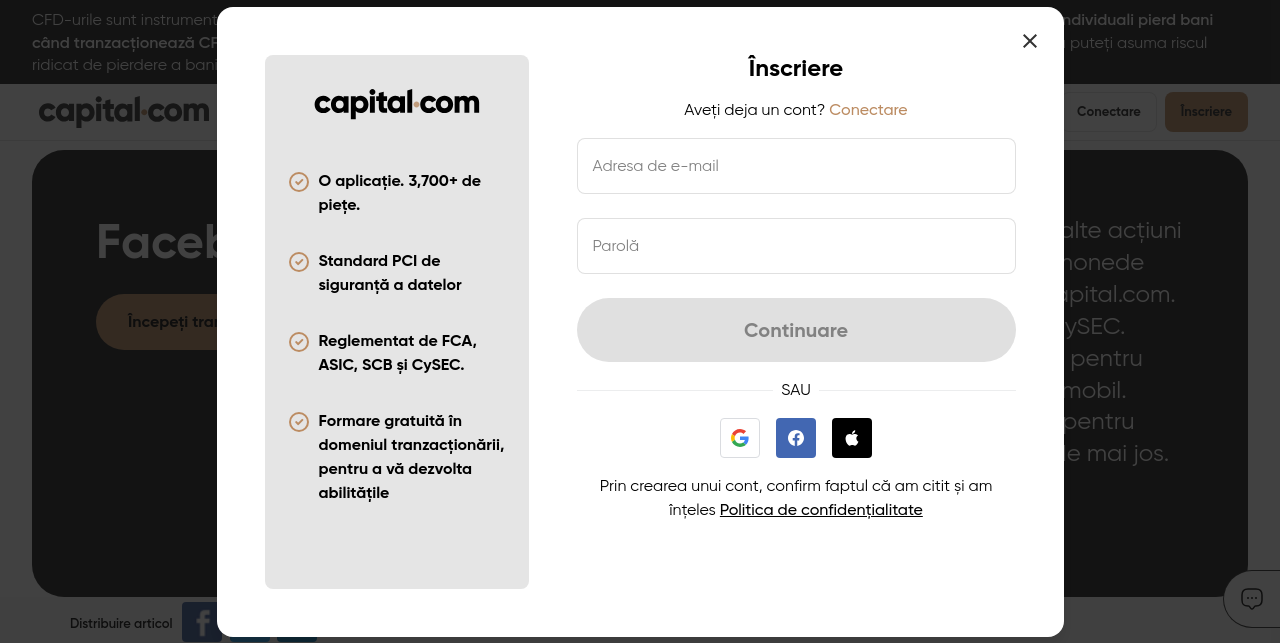 CFD-urile sunt instrument
individuali pierd bani
când tranzacționează CF
puteți asuma riscul
ridicat de pierdere a bani
capital.com
Conectare
Înscriere
Faceb
Începeți tran
alte acțiuni
monede
apital.com.
ySEC.
pentru
mobil.
pentru
de mai jos.
Distribuire articol
capital.com
O aplicație. 3,700+ de
piețe.
Standard PCI de
siguranță a datelor
Reglementat de FCA,
ASIC, SCB și CySEC.
Formare gratuită în
domeniul tranzacționării,
pentru a vă dezvolta
abilitățile
Înscriere
Aveți deja un cont? Conectare
Adresa de e-mail
Parolă
Continuare
SAU
Prin crearea unui cont, confirm faptul că am citit și am
înțeles Politica de confidențialitate